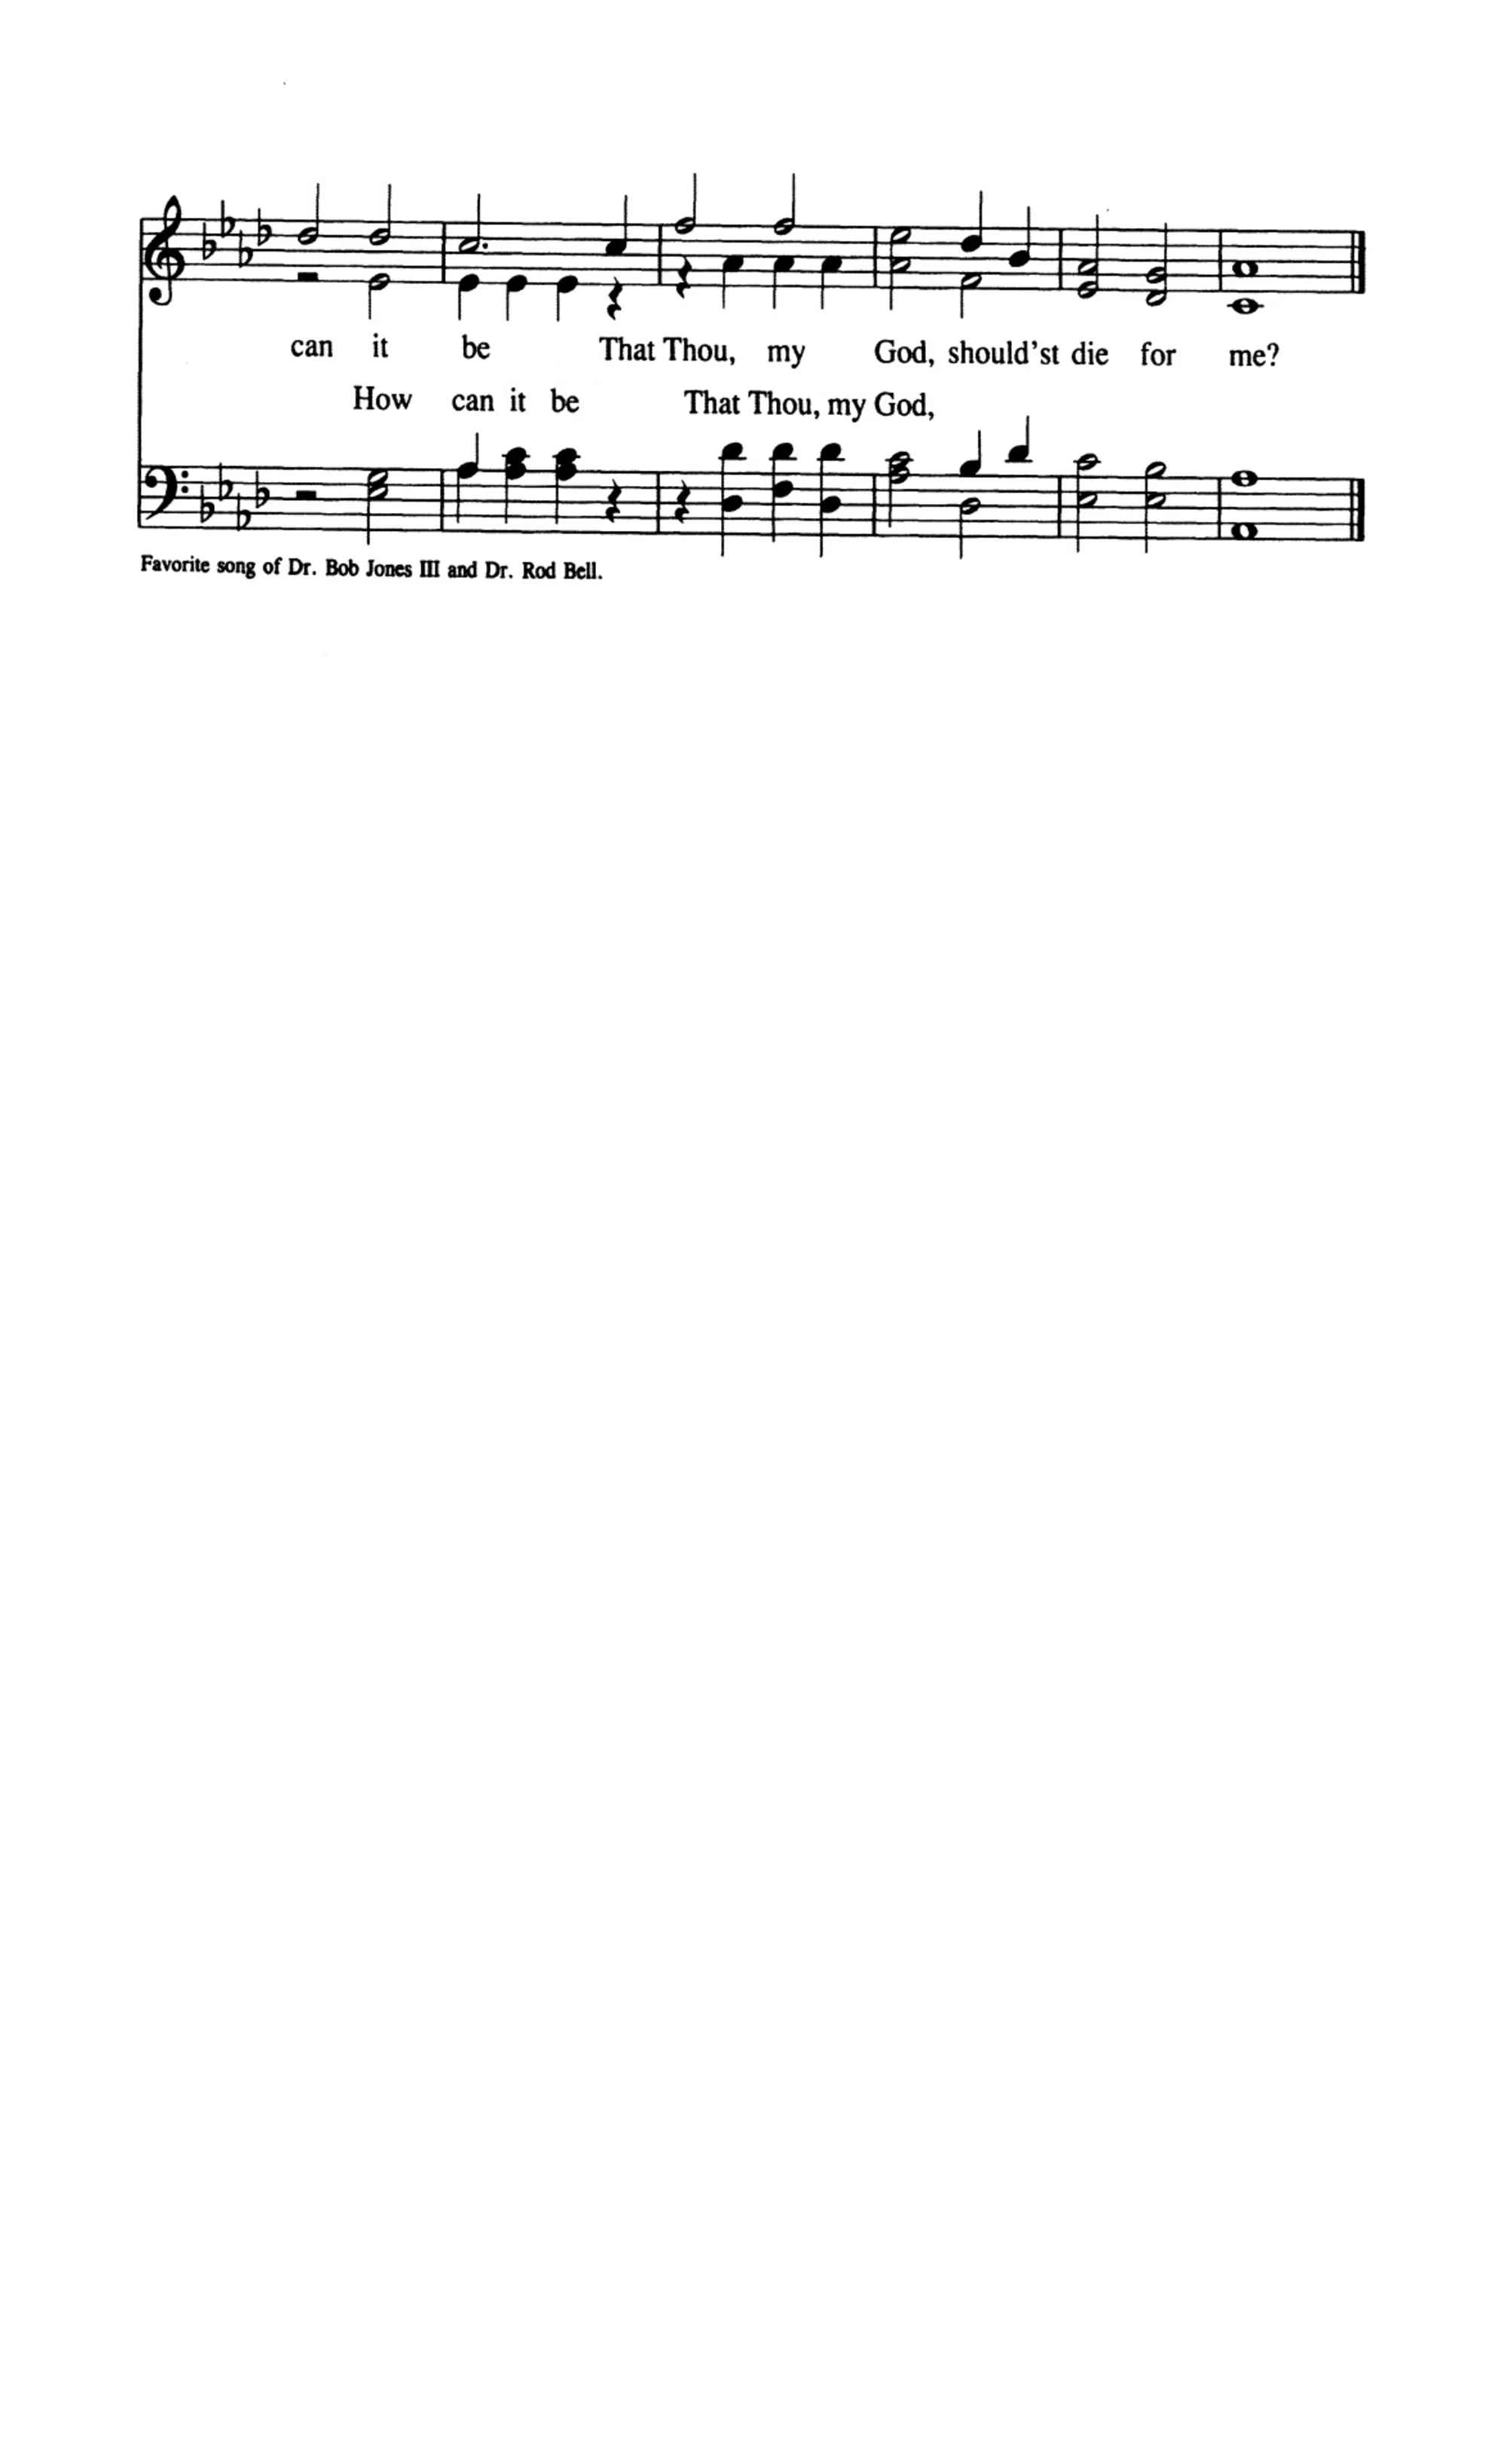 can it be That Thou, my God, should'st die for me?
How can it be That Thou, my God,
Favorite song of Dr. Bob Jones III and Dr. Rod Bell.